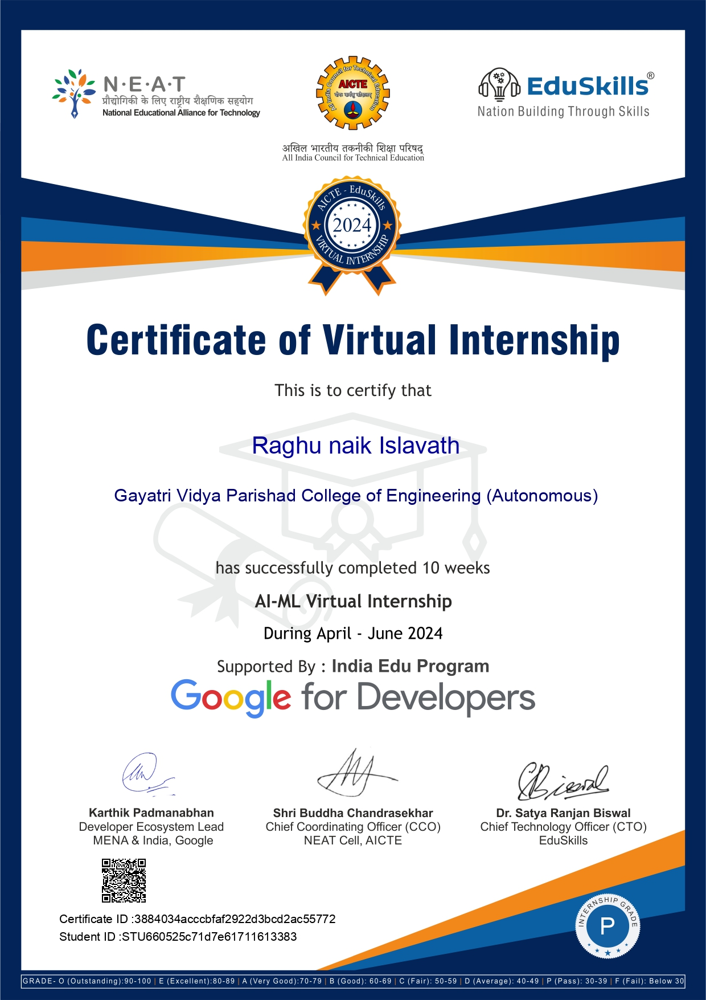 N·E·A·T
प्रौद्योगिकी के लिए राष्ट्रीय शैक्षणिक सहयोग
National Educational Alliance for Technology
All India Council for Technical Education
AICTE
योगः कर्मसु कौशलम्
अखिल भारतीय तकनीकी शिक्षा परिषद्
All India Council for Technical Education
EduSkills®
Nation Building Through Skills
AICTE - EduSkills
2024
VIRTUAL INTERNSHIP
Certificate of Virtual Internship
This is to certify that
Raghu naik Islavath
Gayatri Vidya Parishad College of Engineering (Autonomous)
has successfully completed 10 weeks
AI-ML Virtual Internship
During April - June 2024
Supported By : India Edu Program
Google for Developers
Karthik Padmanabhan
Developer Ecosystem Lead
MENA & India, Google
Shri Buddha Chandrasekhar
Chief Coordinating Officer (CCO)
NEAT Cell, AICTE
Dr. Satya Ranjan Biswal
Chief Technology Officer (CTO)
EduSkills
Certificate ID :3884034acccbfaf2922d3bcd2ac55772
Student ID :STU660525c71d7e61711613383
INTERNSHIP GRADE
P
GRADE- O (Outstanding):90-100 | E (Excellent):80-89 | A (Very Good):70-79 | B (Good): 60-69 | C (Fair): 50-59 | D (Average): 40-49 | P (Pass): 30-39 | F (Fail): Below 30